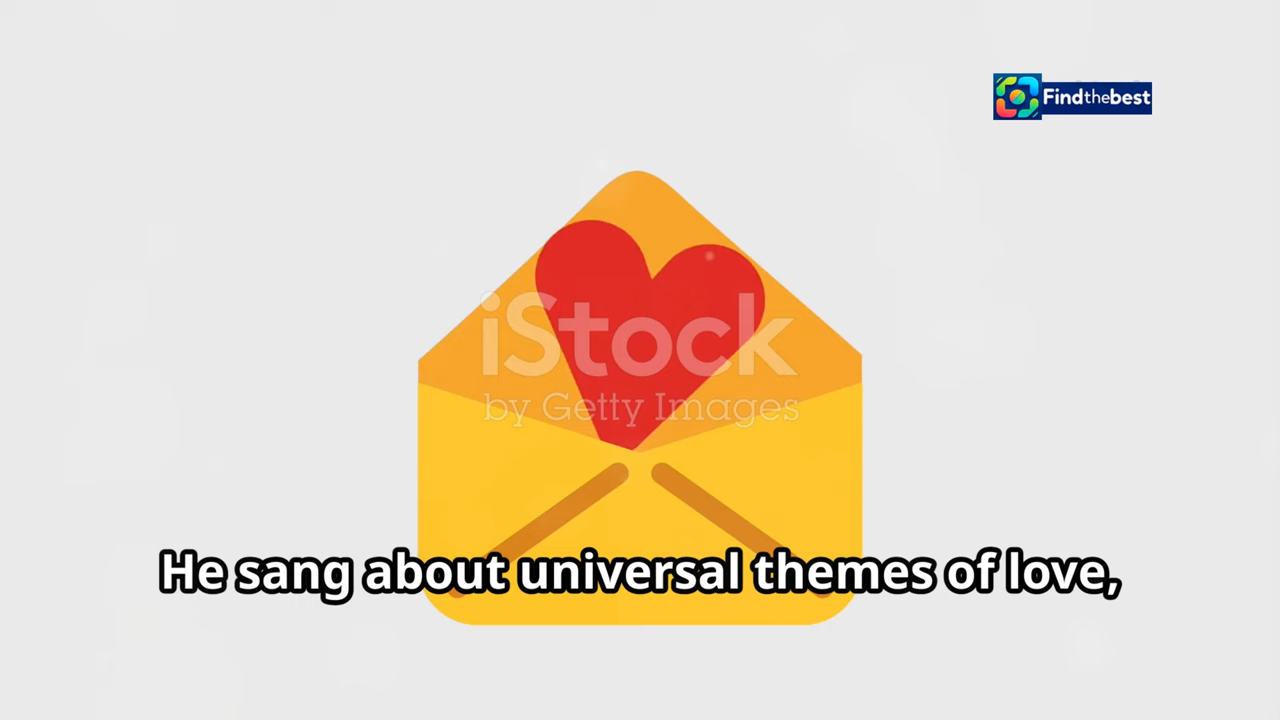 Findthebest
iStock
by Getty Images
He sang about universal themes of love,